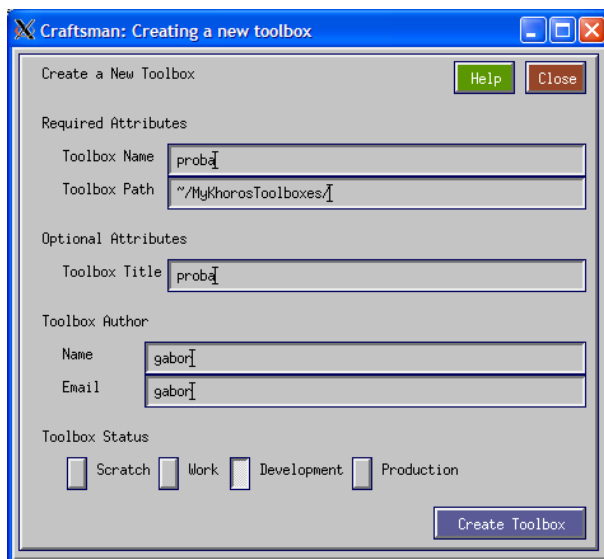 Craftsman: Creating a new toolbox
Create a New Toolbox Help Close
Required Attributes
Toolbox Name proba
Toolbox Path ~/MyKhorosToolboxes/
Optional Attributes
Toolbox Title proba
Toolbox Author
Name gabor
Email gabor
Toolbox Status
Scratch Work Development Production
Create Toolbox